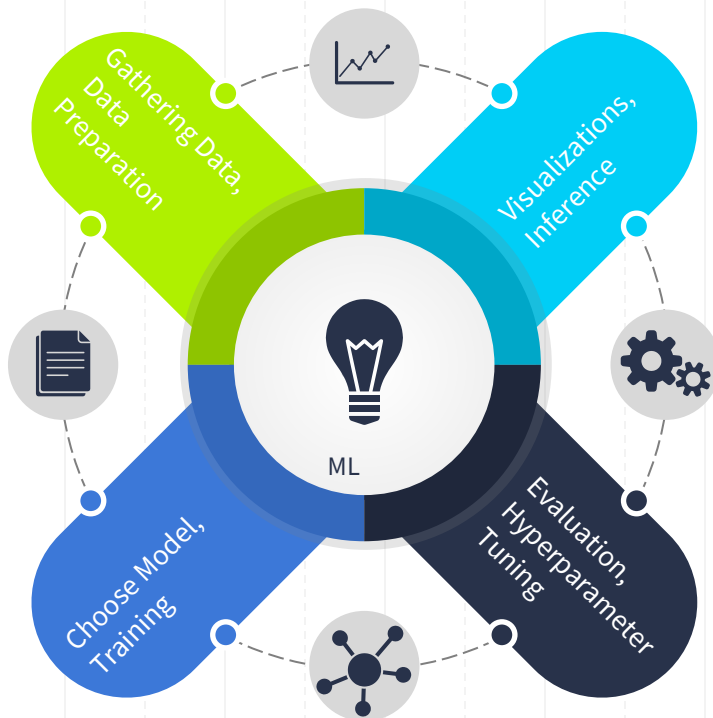 Gathering Data,
Data
Preparation
Visualizations,
Inference
ML
Choose Model,
Training
Evaluation,
Hyperparameter
Tuning